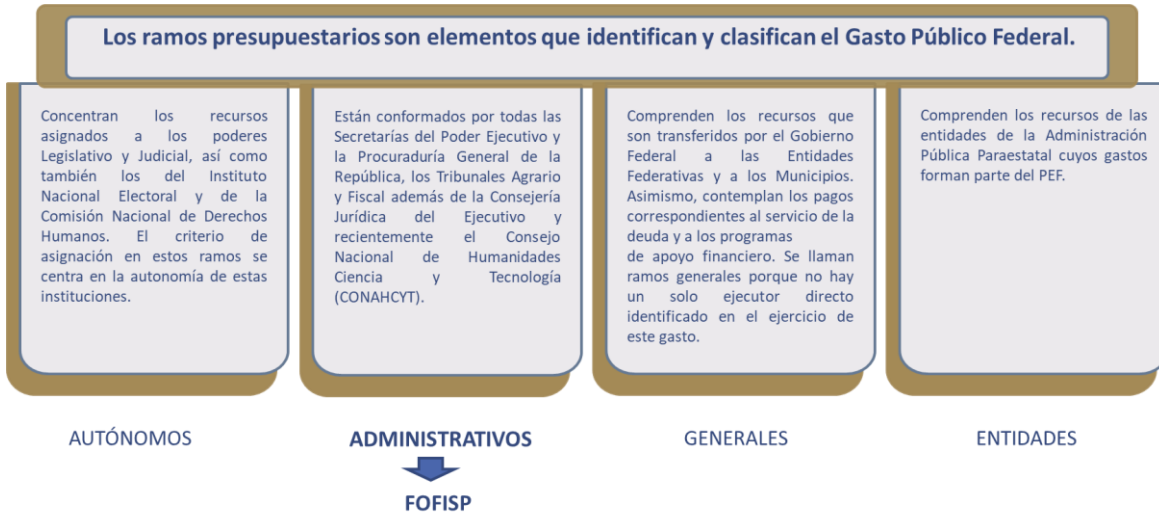 Los ramos presupuestarios son elementos que identifican y clasifican el Gasto Público Federal.
Concentran los recursos
asignados a los poderes
Legislativo y Judicial, así como
también los del Instituto
Nacional Electoral y de la
Comisión Nacional de Derechos
Humanos. El criterio de
asignación en estos ramos se
centra en la autonomía de estas
instituciones.
AUTÓNOMOS
Están conformados por todas las
Secretarías del Poder Ejecutivo y
la Procuraduría General de la
República, los Tribunales Agrario
y Fiscal además de la Consejería
Jurídica del Ejecutivo y
recientemente el Consejo
Nacional de Humanidades
Ciencia y Tecnología
(CONAHCYT).
ADMINISTRATIVOS
FOFISP
Comprenden los recursos que
son transferidos por el Gobierno
Federal a las Entidades
Federativas y a los Municipios.
Asimismo, contemplan los pagos
correspondientes al servicio de la
deuda y a los programas
de apoyo financiero. Se llaman
ramos generales porque no hay
un solo ejecutor directo
identificado en el ejercicio de
este gasto.
GENERALES
Comprenden los recursos de las
entidades de la Administración
Pública Paraestatal cuyos gastos
forman parte del PEF.
ENTIDADES